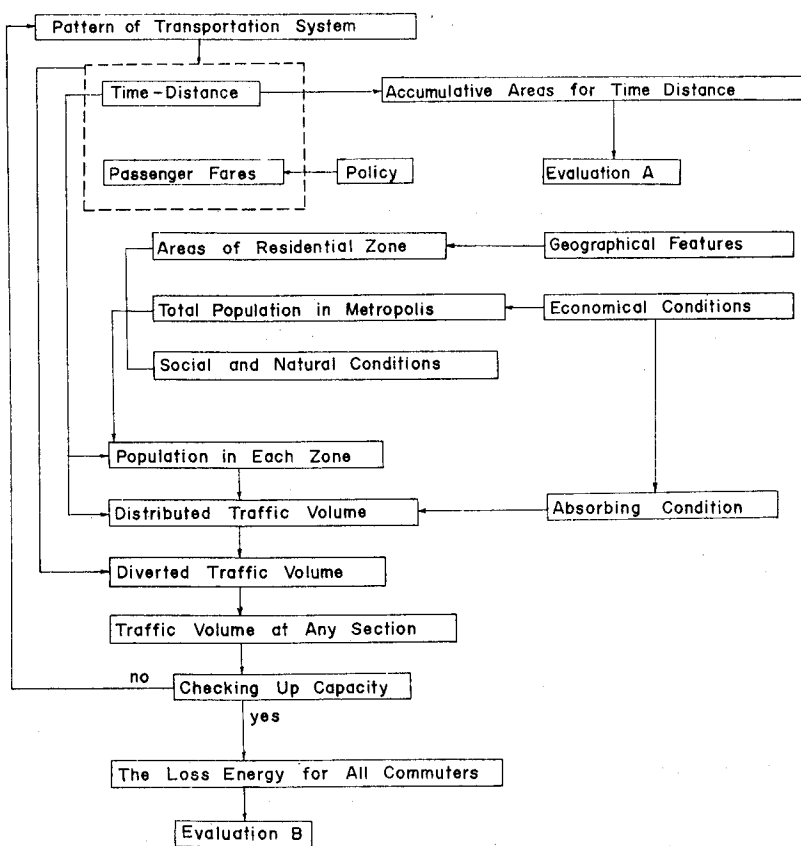 Pattern of Transportation System
Time-Distance
Accumulative Areas for Time Distance
Passenger Fares
Policy
Evaluation A
Areas of Residential Zone
Geographical Features
Total Population in Metropolis
Economical Conditions
Social and Natural Conditions
Population in Each Zone
Distributed Traffic Volume
Absorbing Condition
Diverted Traffic Volume
Traffic Volume at Any Section
no
Checking Up Capacity
yes
The Loss Energy for All Commuters
Evaluation B